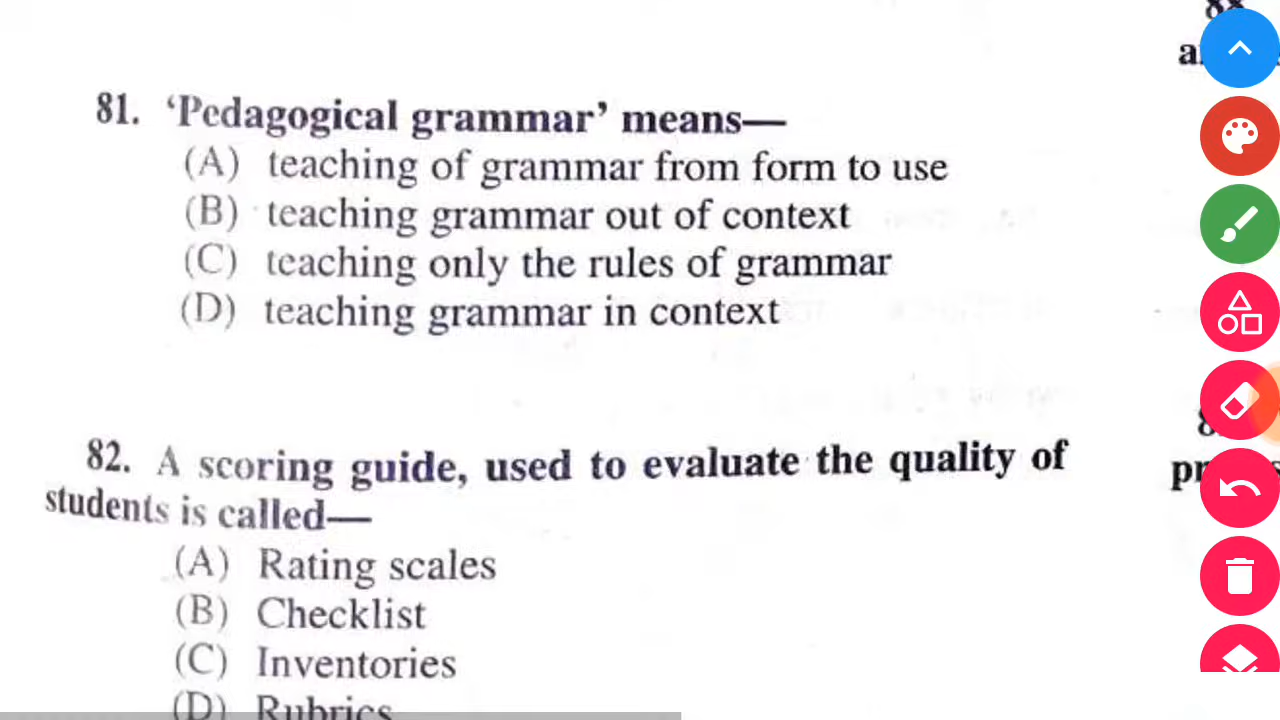 81. ‘Pedagogical grammar’ means—
(A) teaching of grammar from form to use
(B) teaching grammar out of context
(C) teaching only the rules of grammar
(D) teaching grammar in context
82. A scoring guide, used to evaluate the quality of
students is called—
(A) Rating scales
(B) Checklist
(C) Inventories
(D) Rubrics